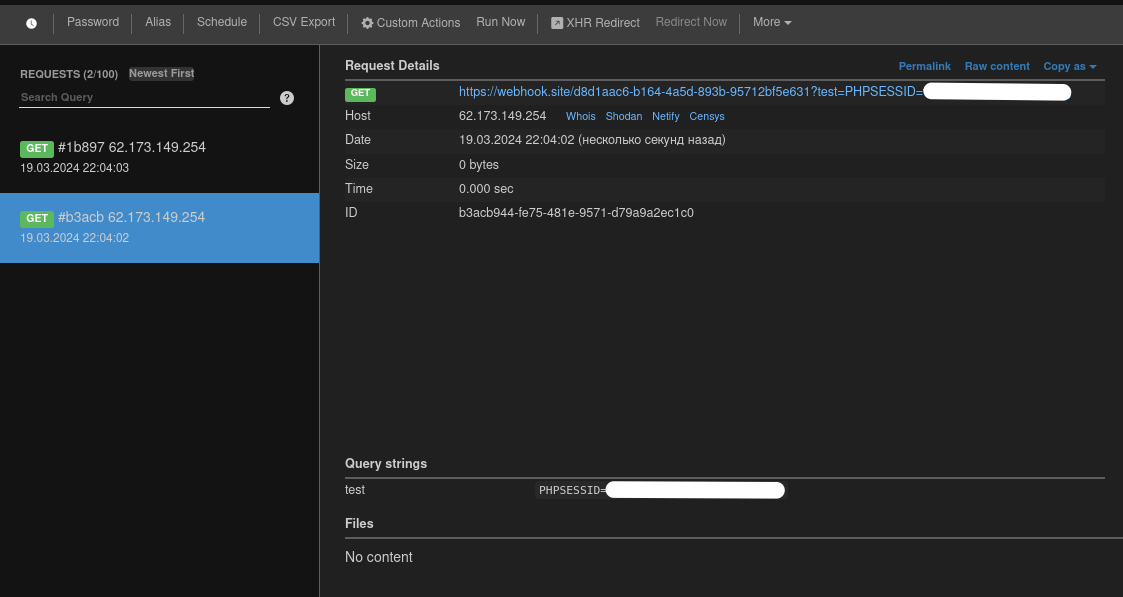 Password Alias Schedule CSV Export Custom Actions Run Now XHR Redirect Redirect Now More
REQUESTS (2/100) Newest First
Search Query ?
GET #1b897 62.173.149.254
19.03.2024 22:04:03
GET #b3acb 62.173.149.254
19.03.2024 22:04:02
Request Details Permalink Raw content Copy as
GET https://webhook.site/d8d1aac6-b164-4a5d-893b-95712bf5e631?test=PHPSESSID=
Host 62.173.149.254 Whois Shodan Netify Censys
Date 19.03.2024 22:04:02 (несколько секунд назад)
Size 0 bytes
Time 0.000 sec
ID b3acb944-fe75-481e-9571-d79a9a2ec1c0
Query strings
test PHPSESSID=
Files
No content